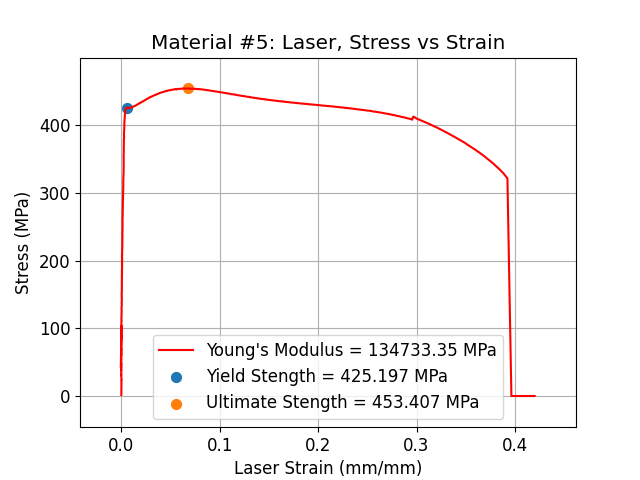 Material #5: Laser, Stress vs Strain
Stress (MPa)
400
300
200
100
0
Young's Modulus = 134733.35 MPa
Yield Stength = 425.197 MPa
Ultimate Stength = 453.407 MPa
0.0 0.1 0.2 0.3 0.4
Laser Strain (mm/mm)